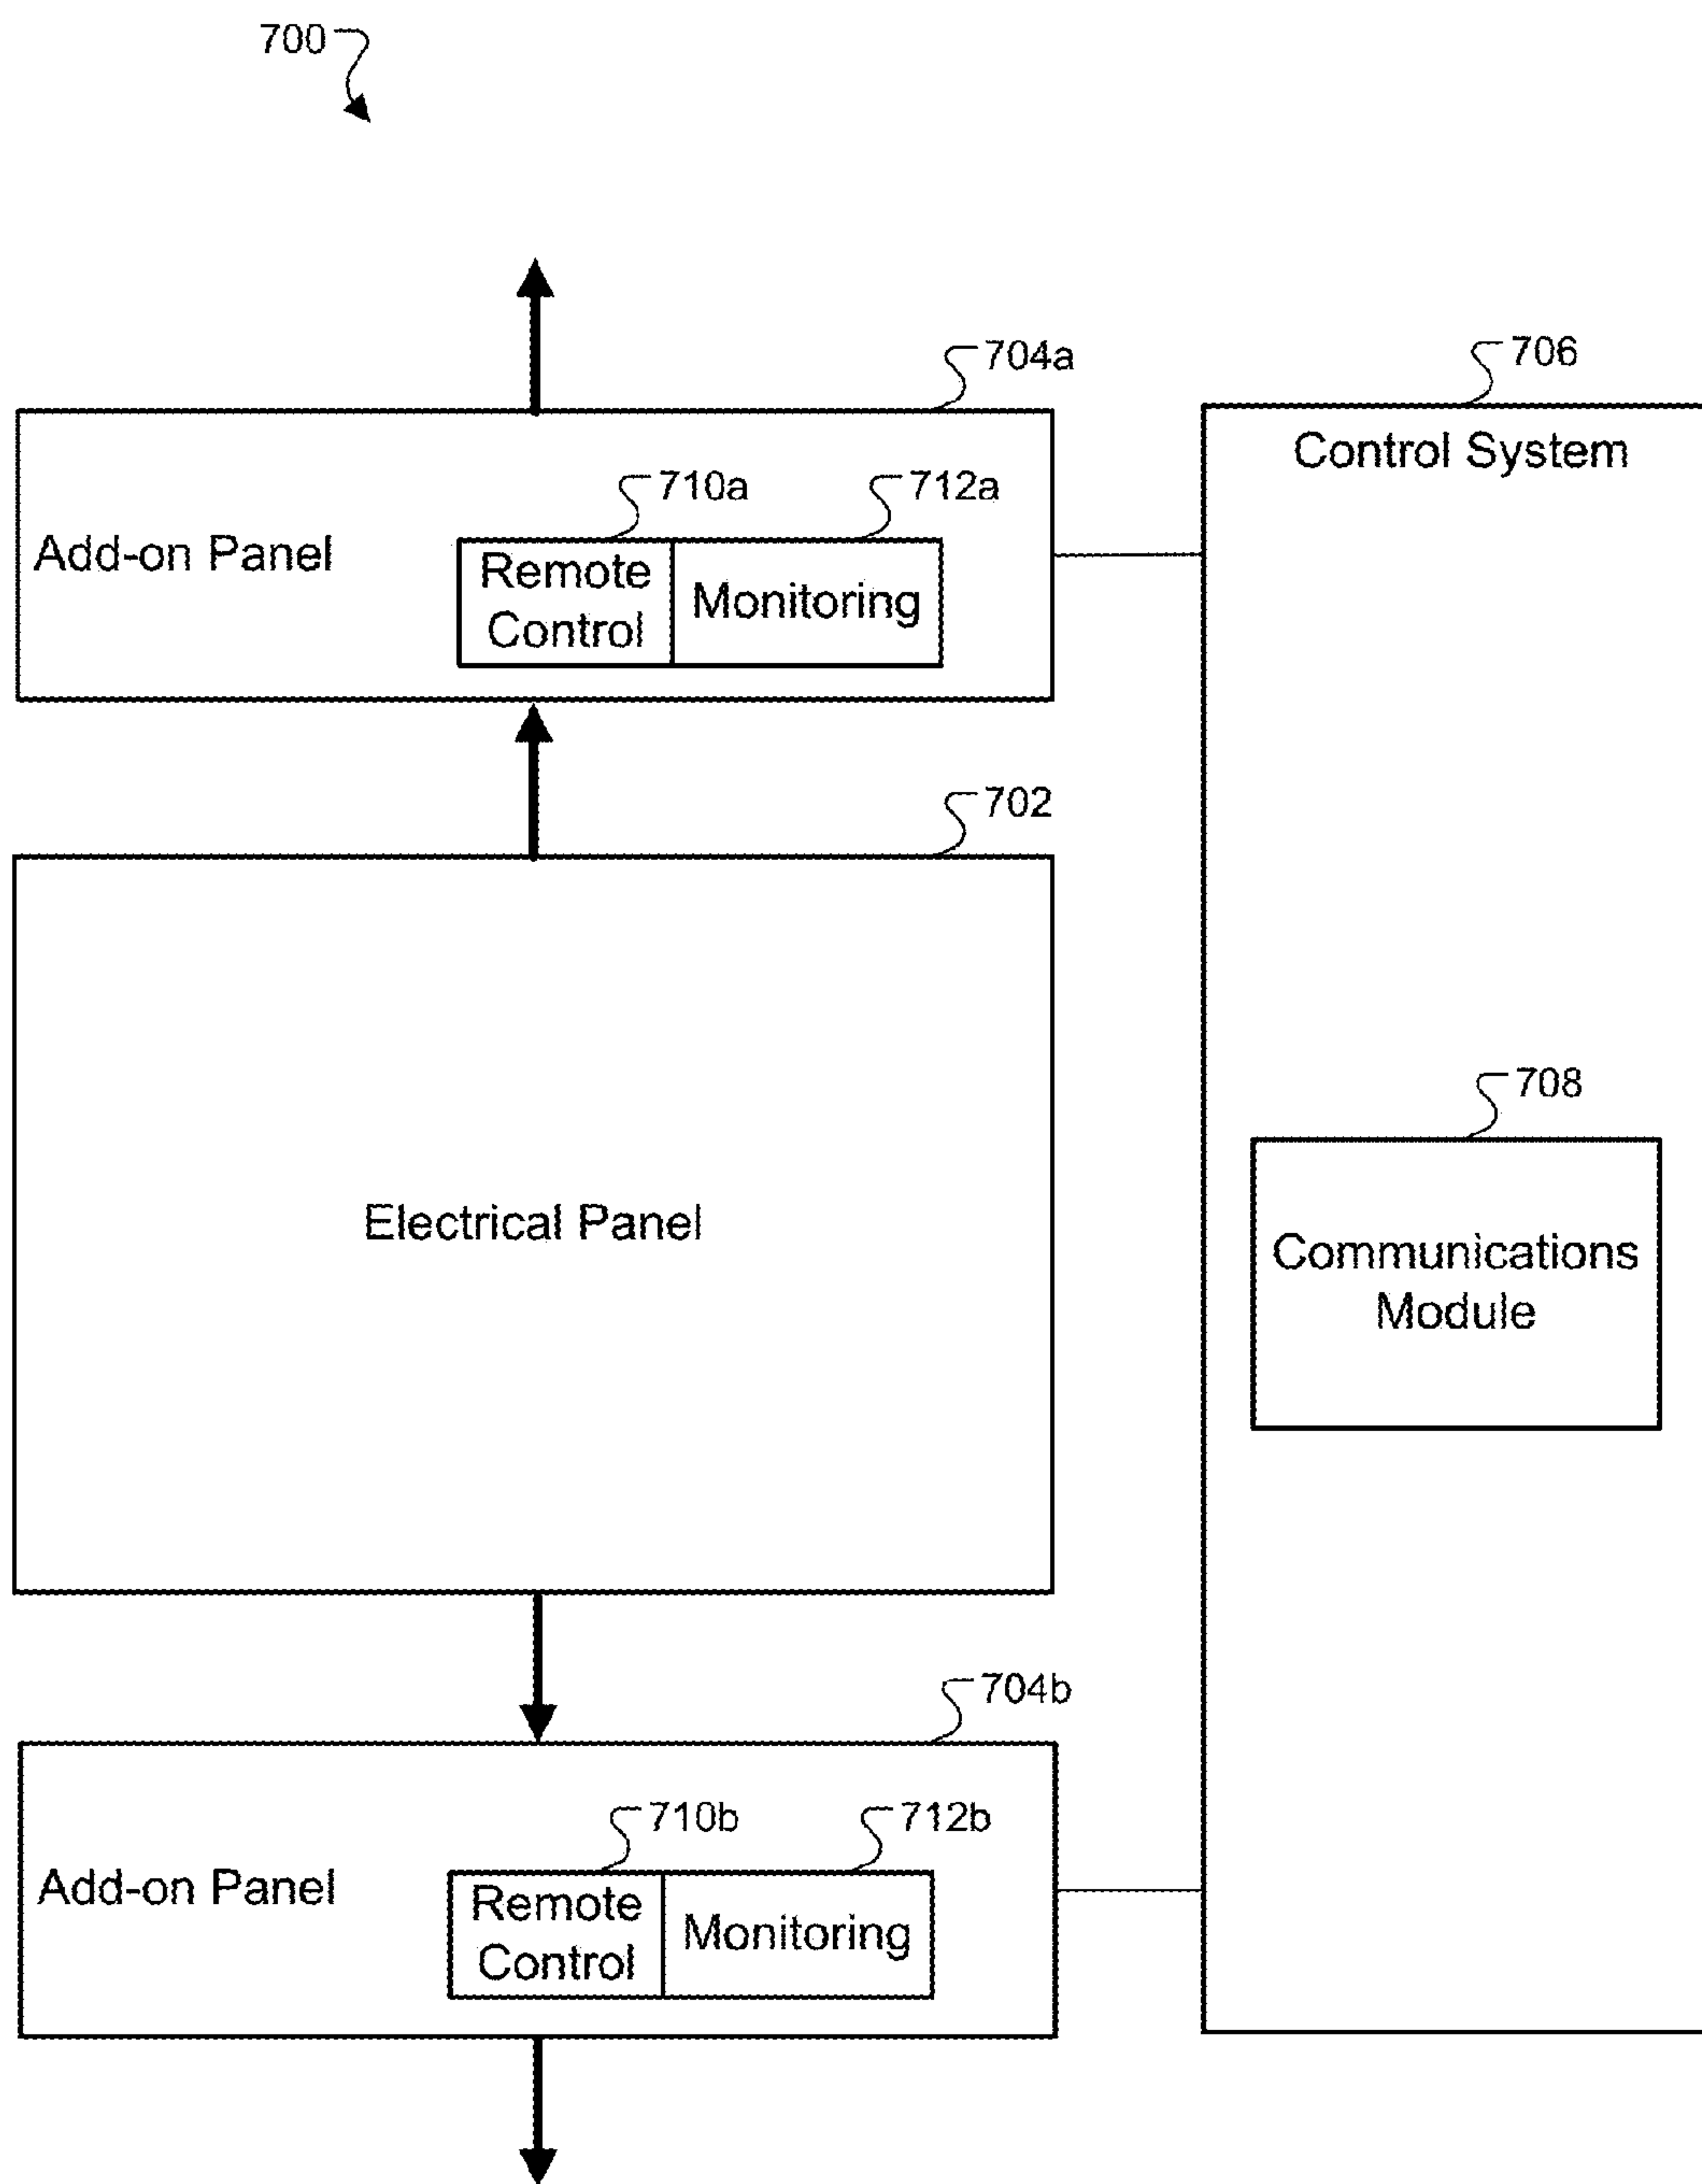 700
704a
706
Control System
710a
712a
Add-on Panel
Remote
Control
Monitoring
702
Electrical Panel
708
Communications
Module
704b
710b
712b
Add-on Panel
Remote
Control
Monitoring